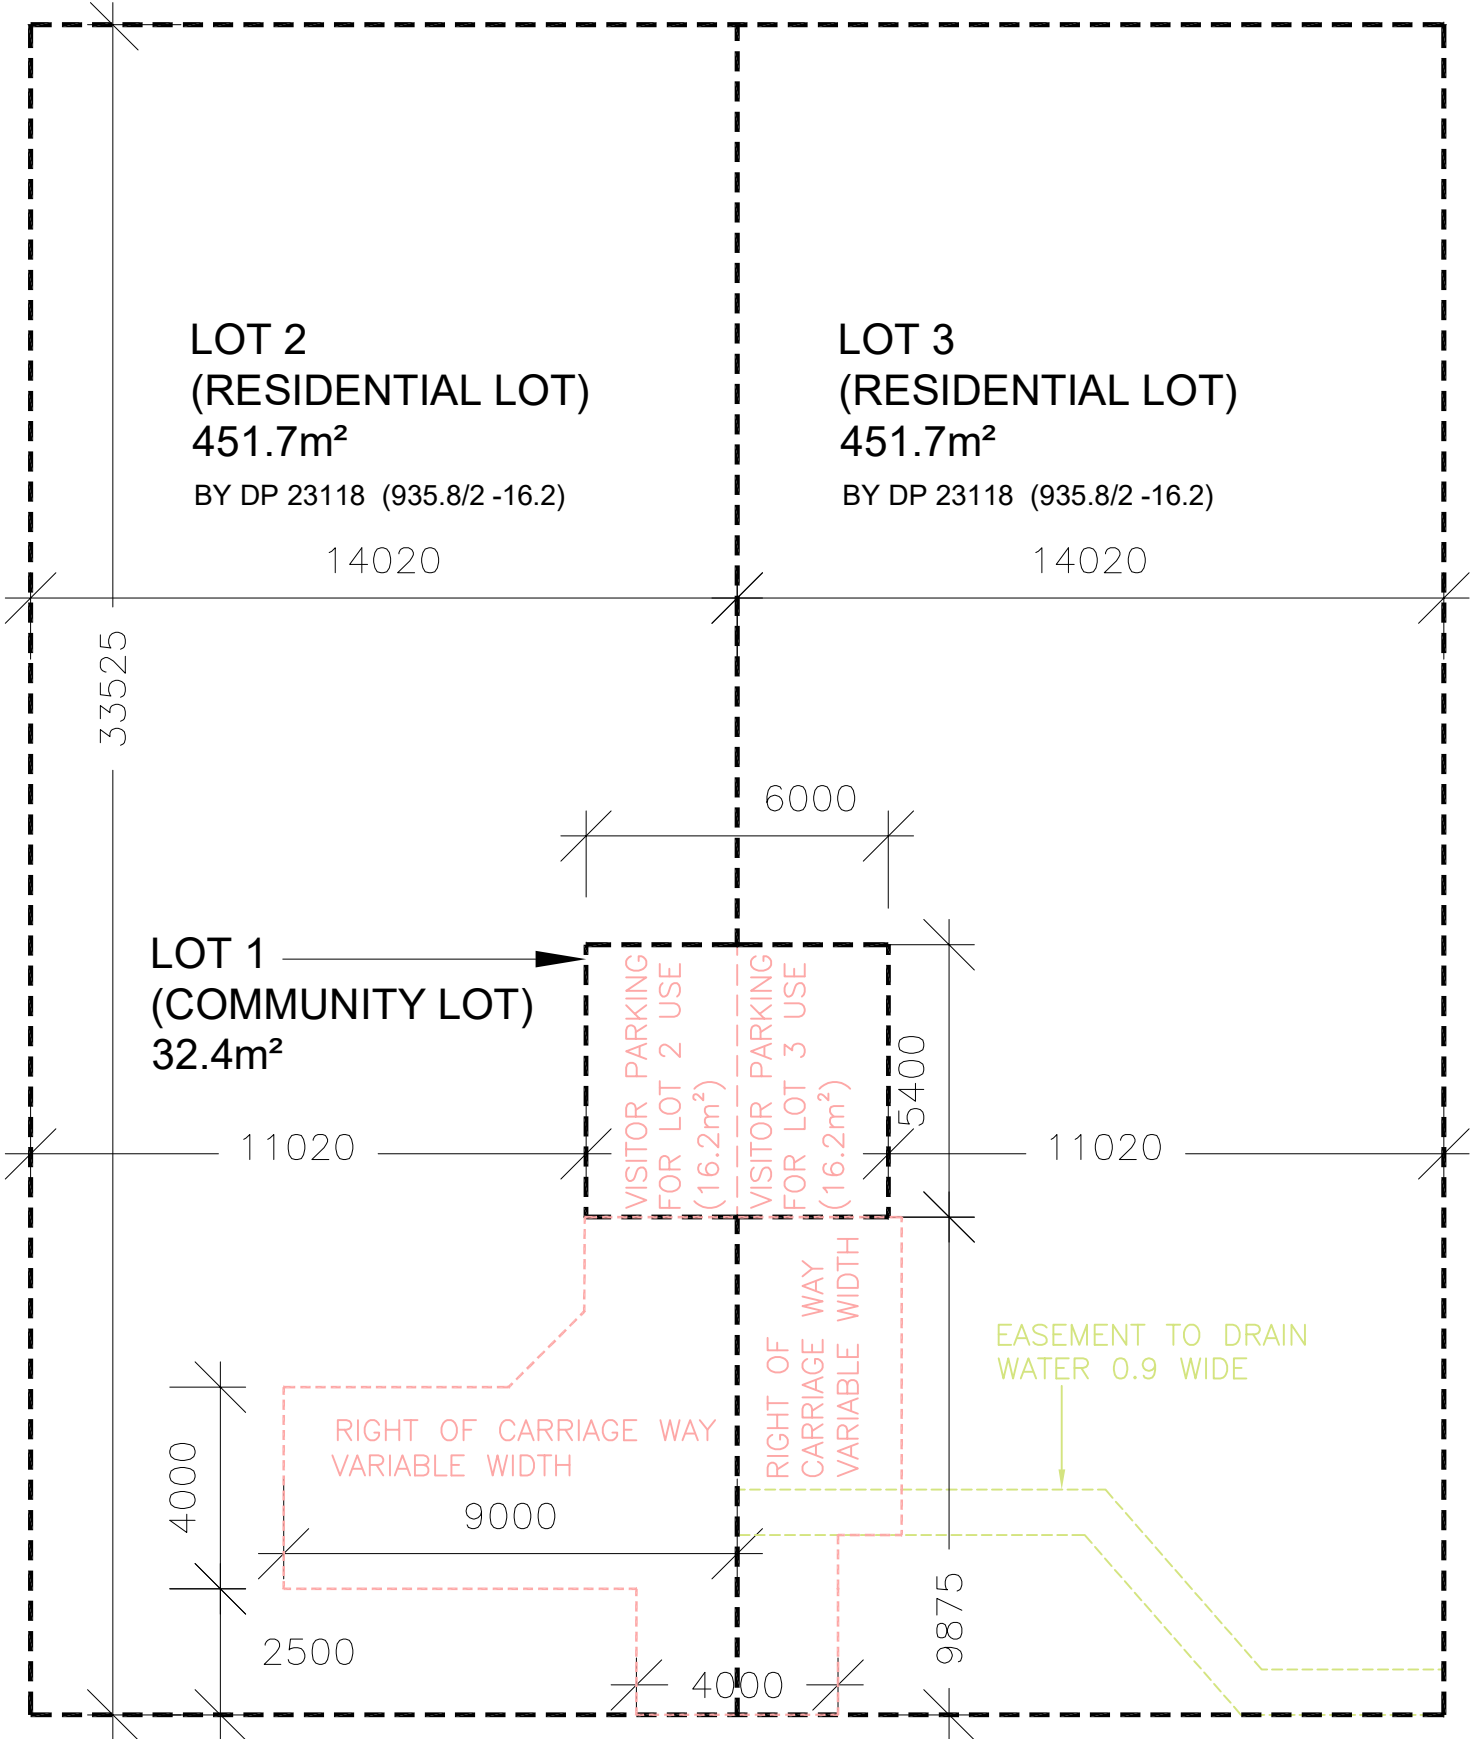 LOT 2
(RESIDENTIAL LOT)
451.7m²
BY DP 23118 (935.8/2 -16.2)
LOT 3
(RESIDENTIAL LOT)
451.7m²
BY DP 23118 (935.8/2 -16.2)
14020
14020
33525
6000
LOT 1
(COMMUNITY LOT)
32.4m²
VISITOR PARKING
FOR LOT 2 USE
(16.2m²)
VISITOR PARKING
FOR LOT 3 USE
(16.2m²)
5400
11020
11020
RIGHT OF
CARRIAGE WAY
VARIABLE WIDTH
EASEMENT TO DRAIN
WATER 0.9 WIDE
RIGHT OF CARRIAGE WAY
VARIABLE WIDTH
4000
9000
9875
2500
4000